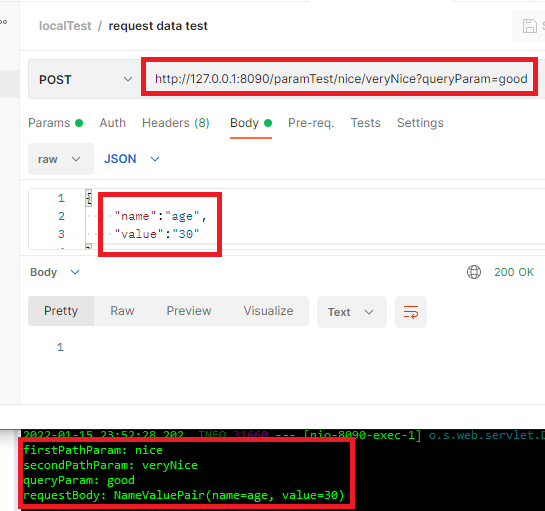 localTest / request data test
POST http://127.0.0.1:8090/paramTest/nice/veryNice?queryParam=good
Params Auth Headers (8) Body Pre-req. Tests Settings
raw JSON
1 {
2 "name":"age",
3 "value":"30"
Body 200 OK
Pretty Raw Preview Visualize Text
1
2022-01-15 23:52:28.202 INFO 31660 --- [nio-8090-exec-1] o.s.web.servlet.D
firstPathParam: nice
secondPathParam: veryNice
queryParam: good
requestBody: NameValuePair(name=age, value=30)